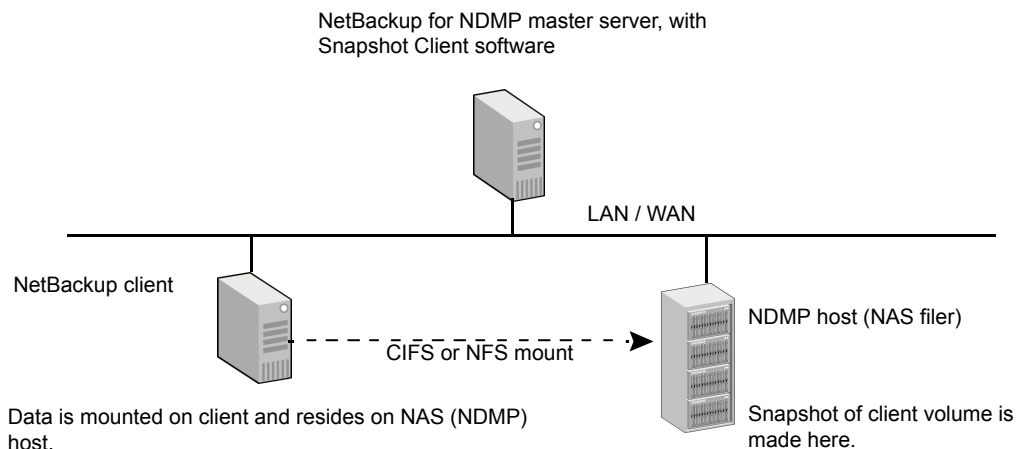 NetBackup for NDMP master server, with
Snapshot Client software
LAN / WAN
NetBackup client
NDMP host (NAS filer)
CIFS or NFS mount
Data is mounted on client and resides on NAS (NDMP)
host.
Snapshot of client volume is
made here.